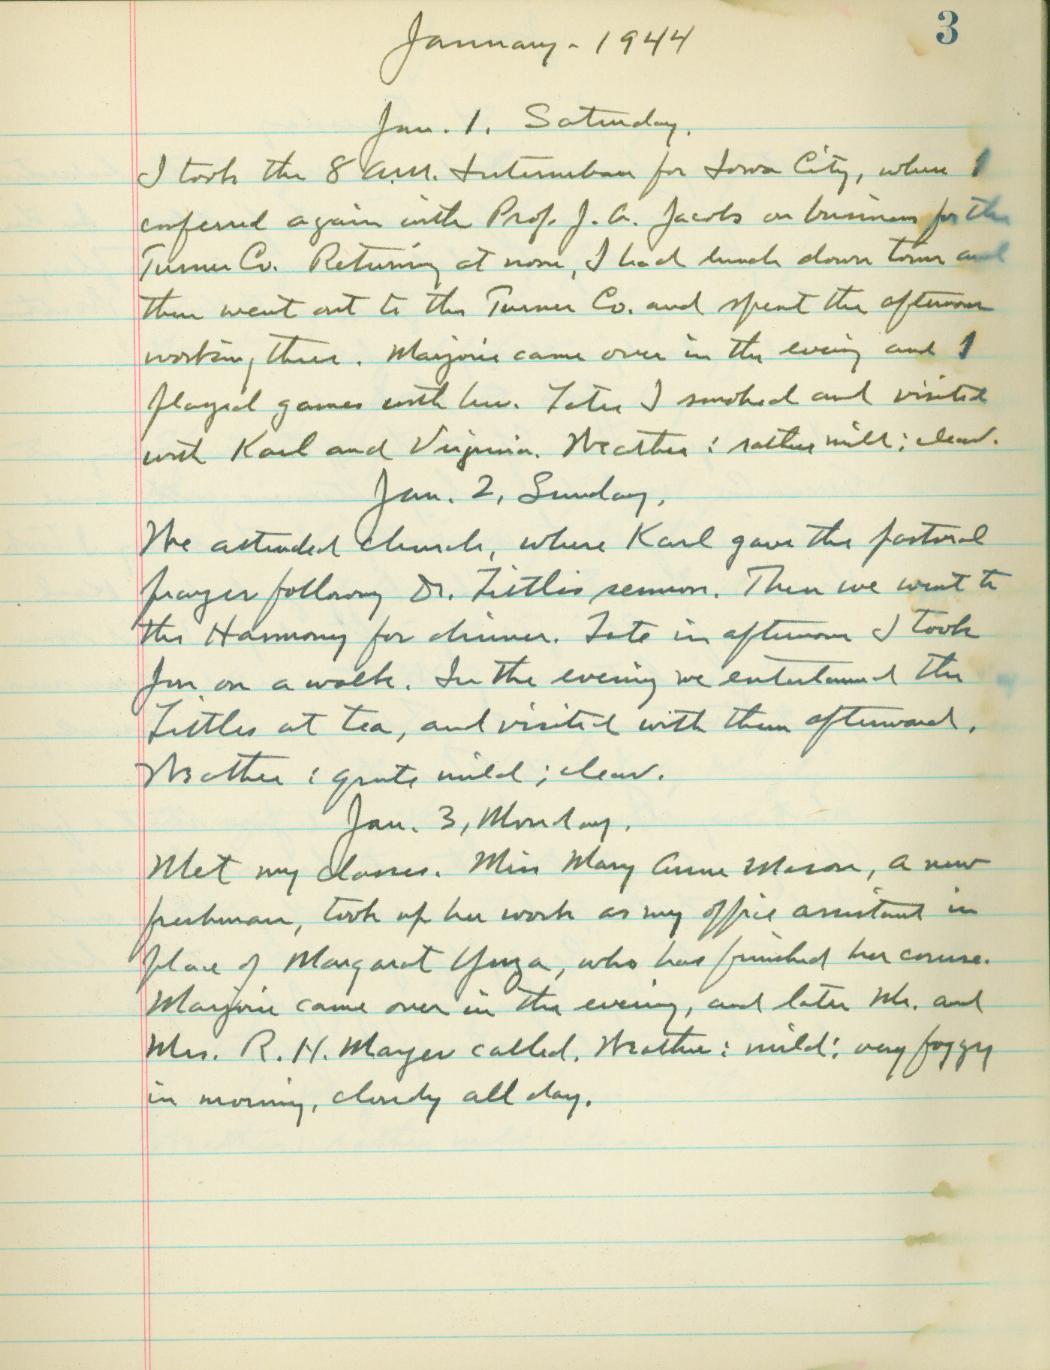 3
January - 1944
Jan. 1. Saturday.
I took the 8 a.m. Interurban for Iowa City, where I
conferred again with Prof. J. A. Jacobs on business for the
Turner Co. Returning at noon, I had lunch down town and
then went out to the Turner Co. and spent the afternoon
working there. Marjorie came over in the evening and I
played games with her. Later I smoked and visited
with Karl and Virginia. Weather: rather mild; clear.
Jan. 2, Sunday.
We attended church, where Karl gave the pastoral
prayer following Dr. Tittle's sermon. Then we went to
the Harmony for dinner. Late in afternoon I took
Jon on a walk. In the evening we entertained the
Tittles at tea, and visited with them afterward.
Weather: quite mild; clear.
Jan. 3, Monday.
Met my classes. Miss Mary Anne Mason, a new
freshman, took up her work as my office assistant in
place of Margaret, who has finished her course.
Marjorie came over in the evening, and later Mr. and
Mrs. R. H. Mayer called. Weather: mild; very foggy
in morning, cloudy all day.